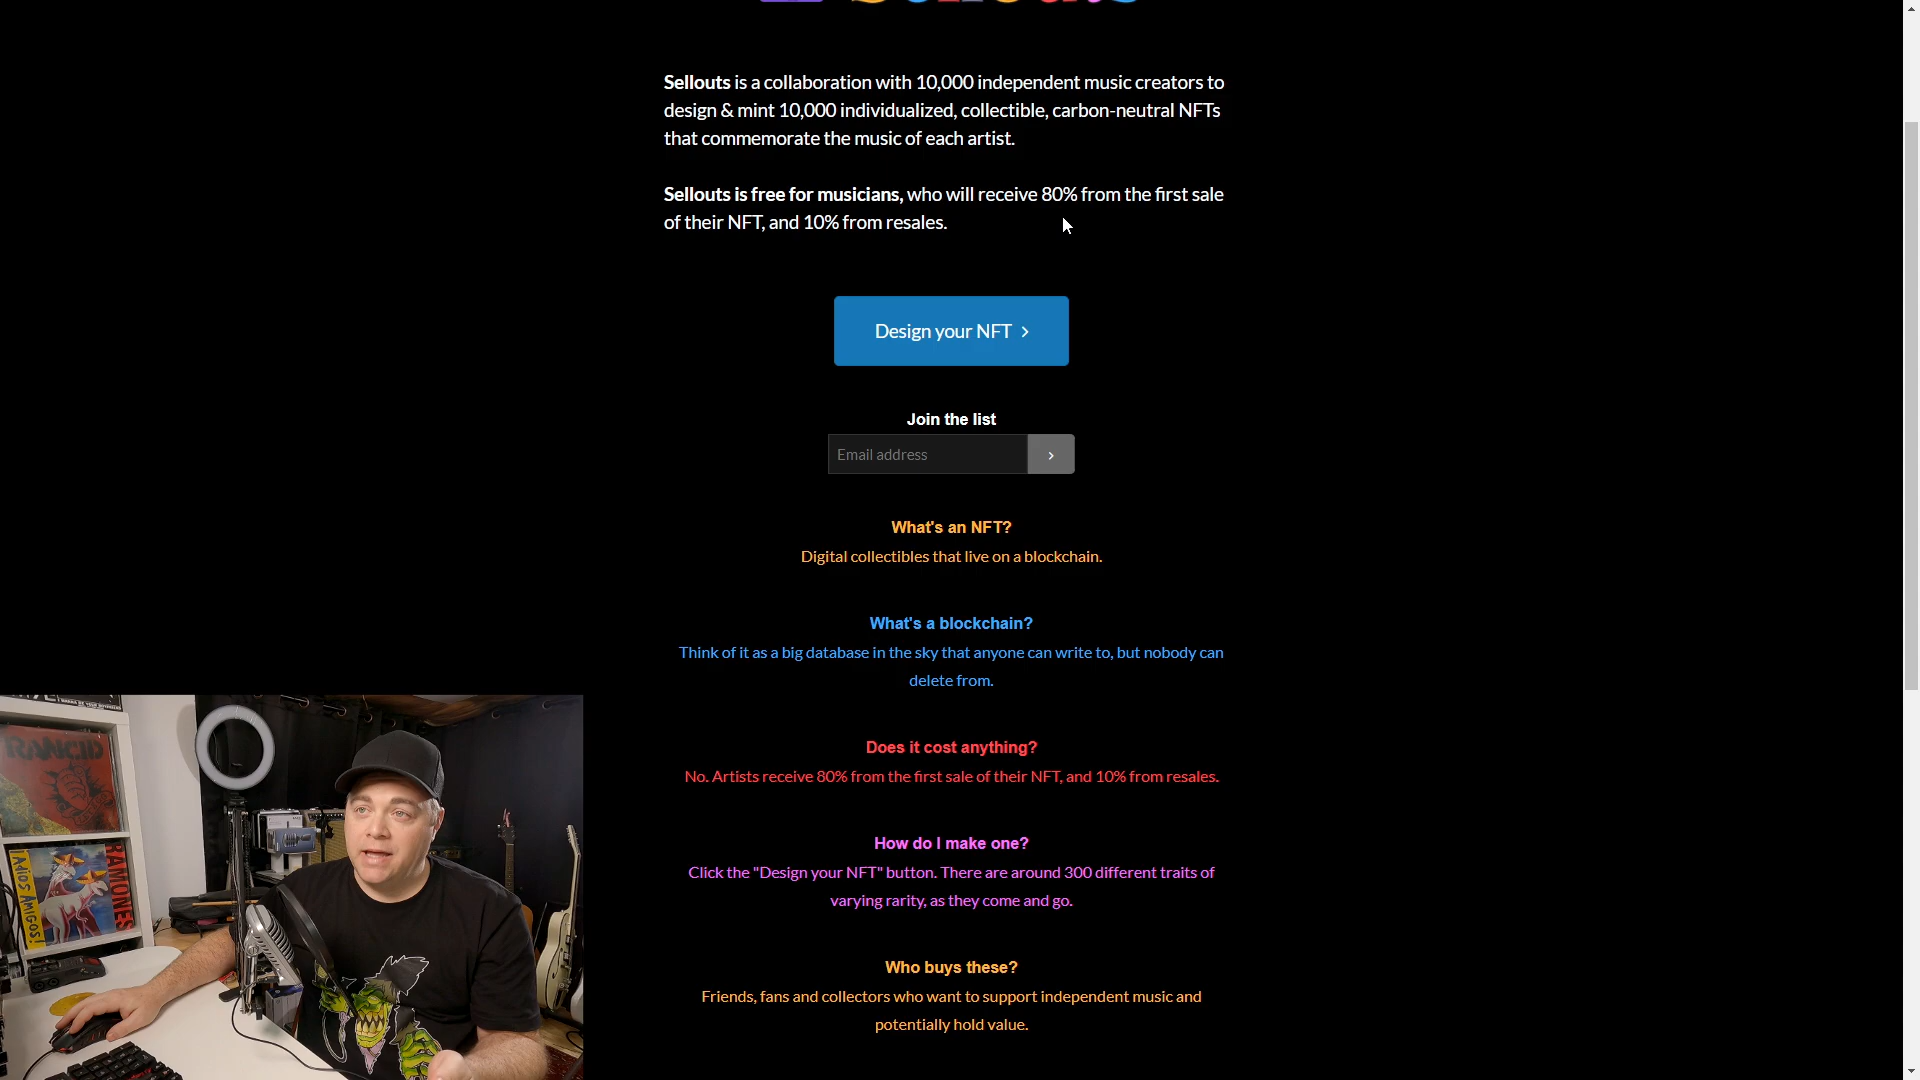 Sellouts is a collaboration with 10,000 independent music creators to
design & mint 10,000 individualized, collectible, carbon-neutral NFTs
that commemorate the music of each artist.
Sellouts is free for musicians, who will receive 80% from the first sale
of their NFT, and 10% from resales.
Design your NFT >
Join the list
Email address
>
What's an NFT?
Digital collectibles that live on a blockchain.
What's a blockchain?
Think of it as a big database in the sky that anyone can write to, but nobody can
delete from.
Does it cost anything?
No. Artists receive 80% from the first sale of their NFT, and 10% from resales.
How do I make one?
Click the "Design your NFT" button. There are around 300 different traits of
varying rarity, as they come and go.
Who buys these?
Friends, fans and collectors who want to support independent music and
potentially hold value.
RANCID
¡ADIOS AMIGOS!
RAMONES